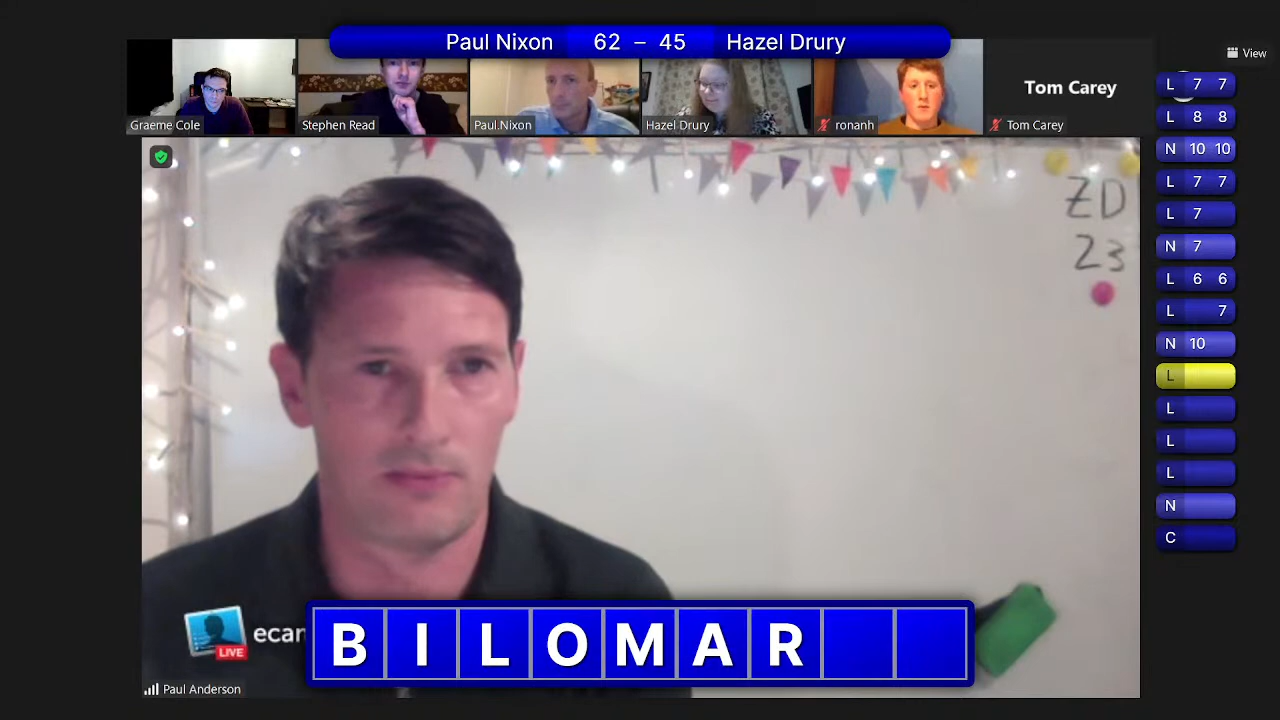 Paul Nixon 62 – 45 Hazel Drury
View
Graeme Cole
Stephen Read
Paul.Nixon
Hazel Drury
ronanh
Tom Carey
Tom Carey
L 7 7
L 8 8
N 10 10
L 7 7
L 7
N 7
L 6 6
L 7
N 10
L
L
L
L
N
C
ZD
23
B I L O M A R
ecam
LIVE
Paul Anderson